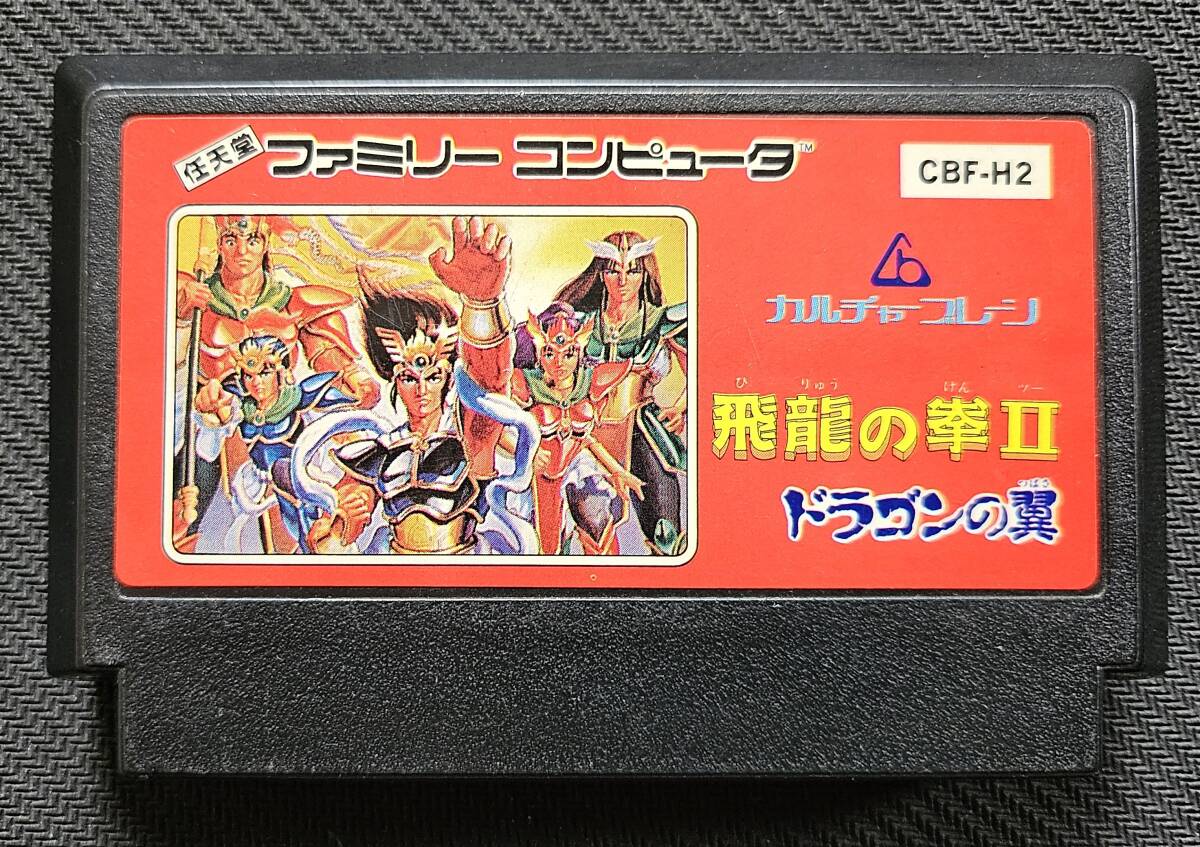 任天堂 ファミリー コンピュータ™
CBF-H2
カルチャーブレーン
ひ りゅう けん ツー
飛龍の拳II
つばさ
ドラゴンの翼